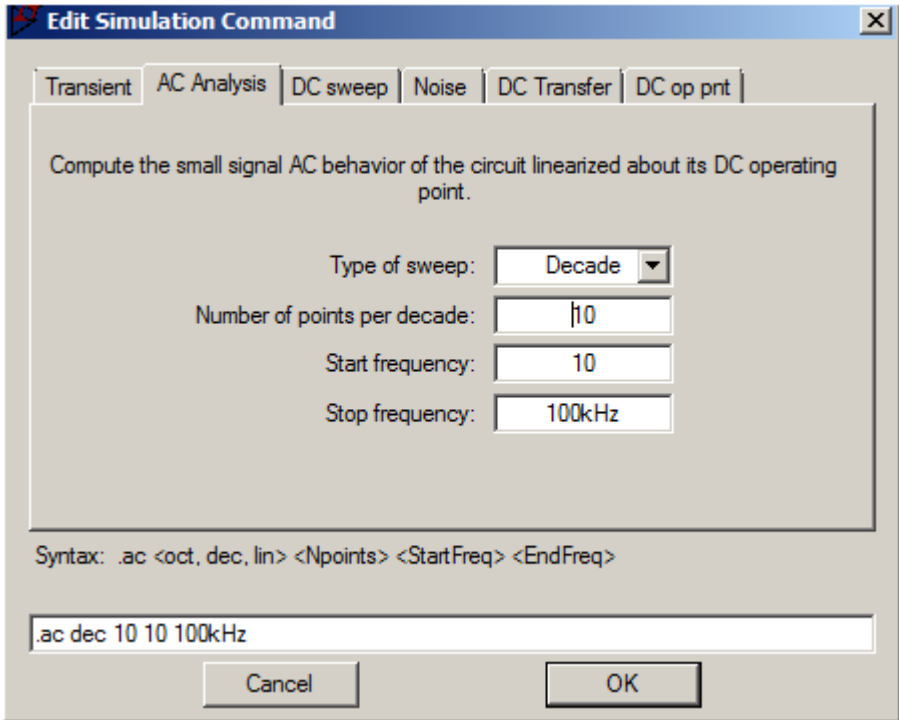 Edit Simulation Command
Transient AC Analysis DC sweep Noise DC Transfer DC op pnt
Compute the small signal AC behavior of the circuit linearized about its DC operating
point.
Type of sweep: Decade
Number of points per decade: 10
Start frequency: 10
Stop frequency: 100kHz
Syntax: .ac <oct, dec, lin> <Npoints> <StartFreq> <EndFreq>
.ac dec 10 10 100kHz
Cancel OK